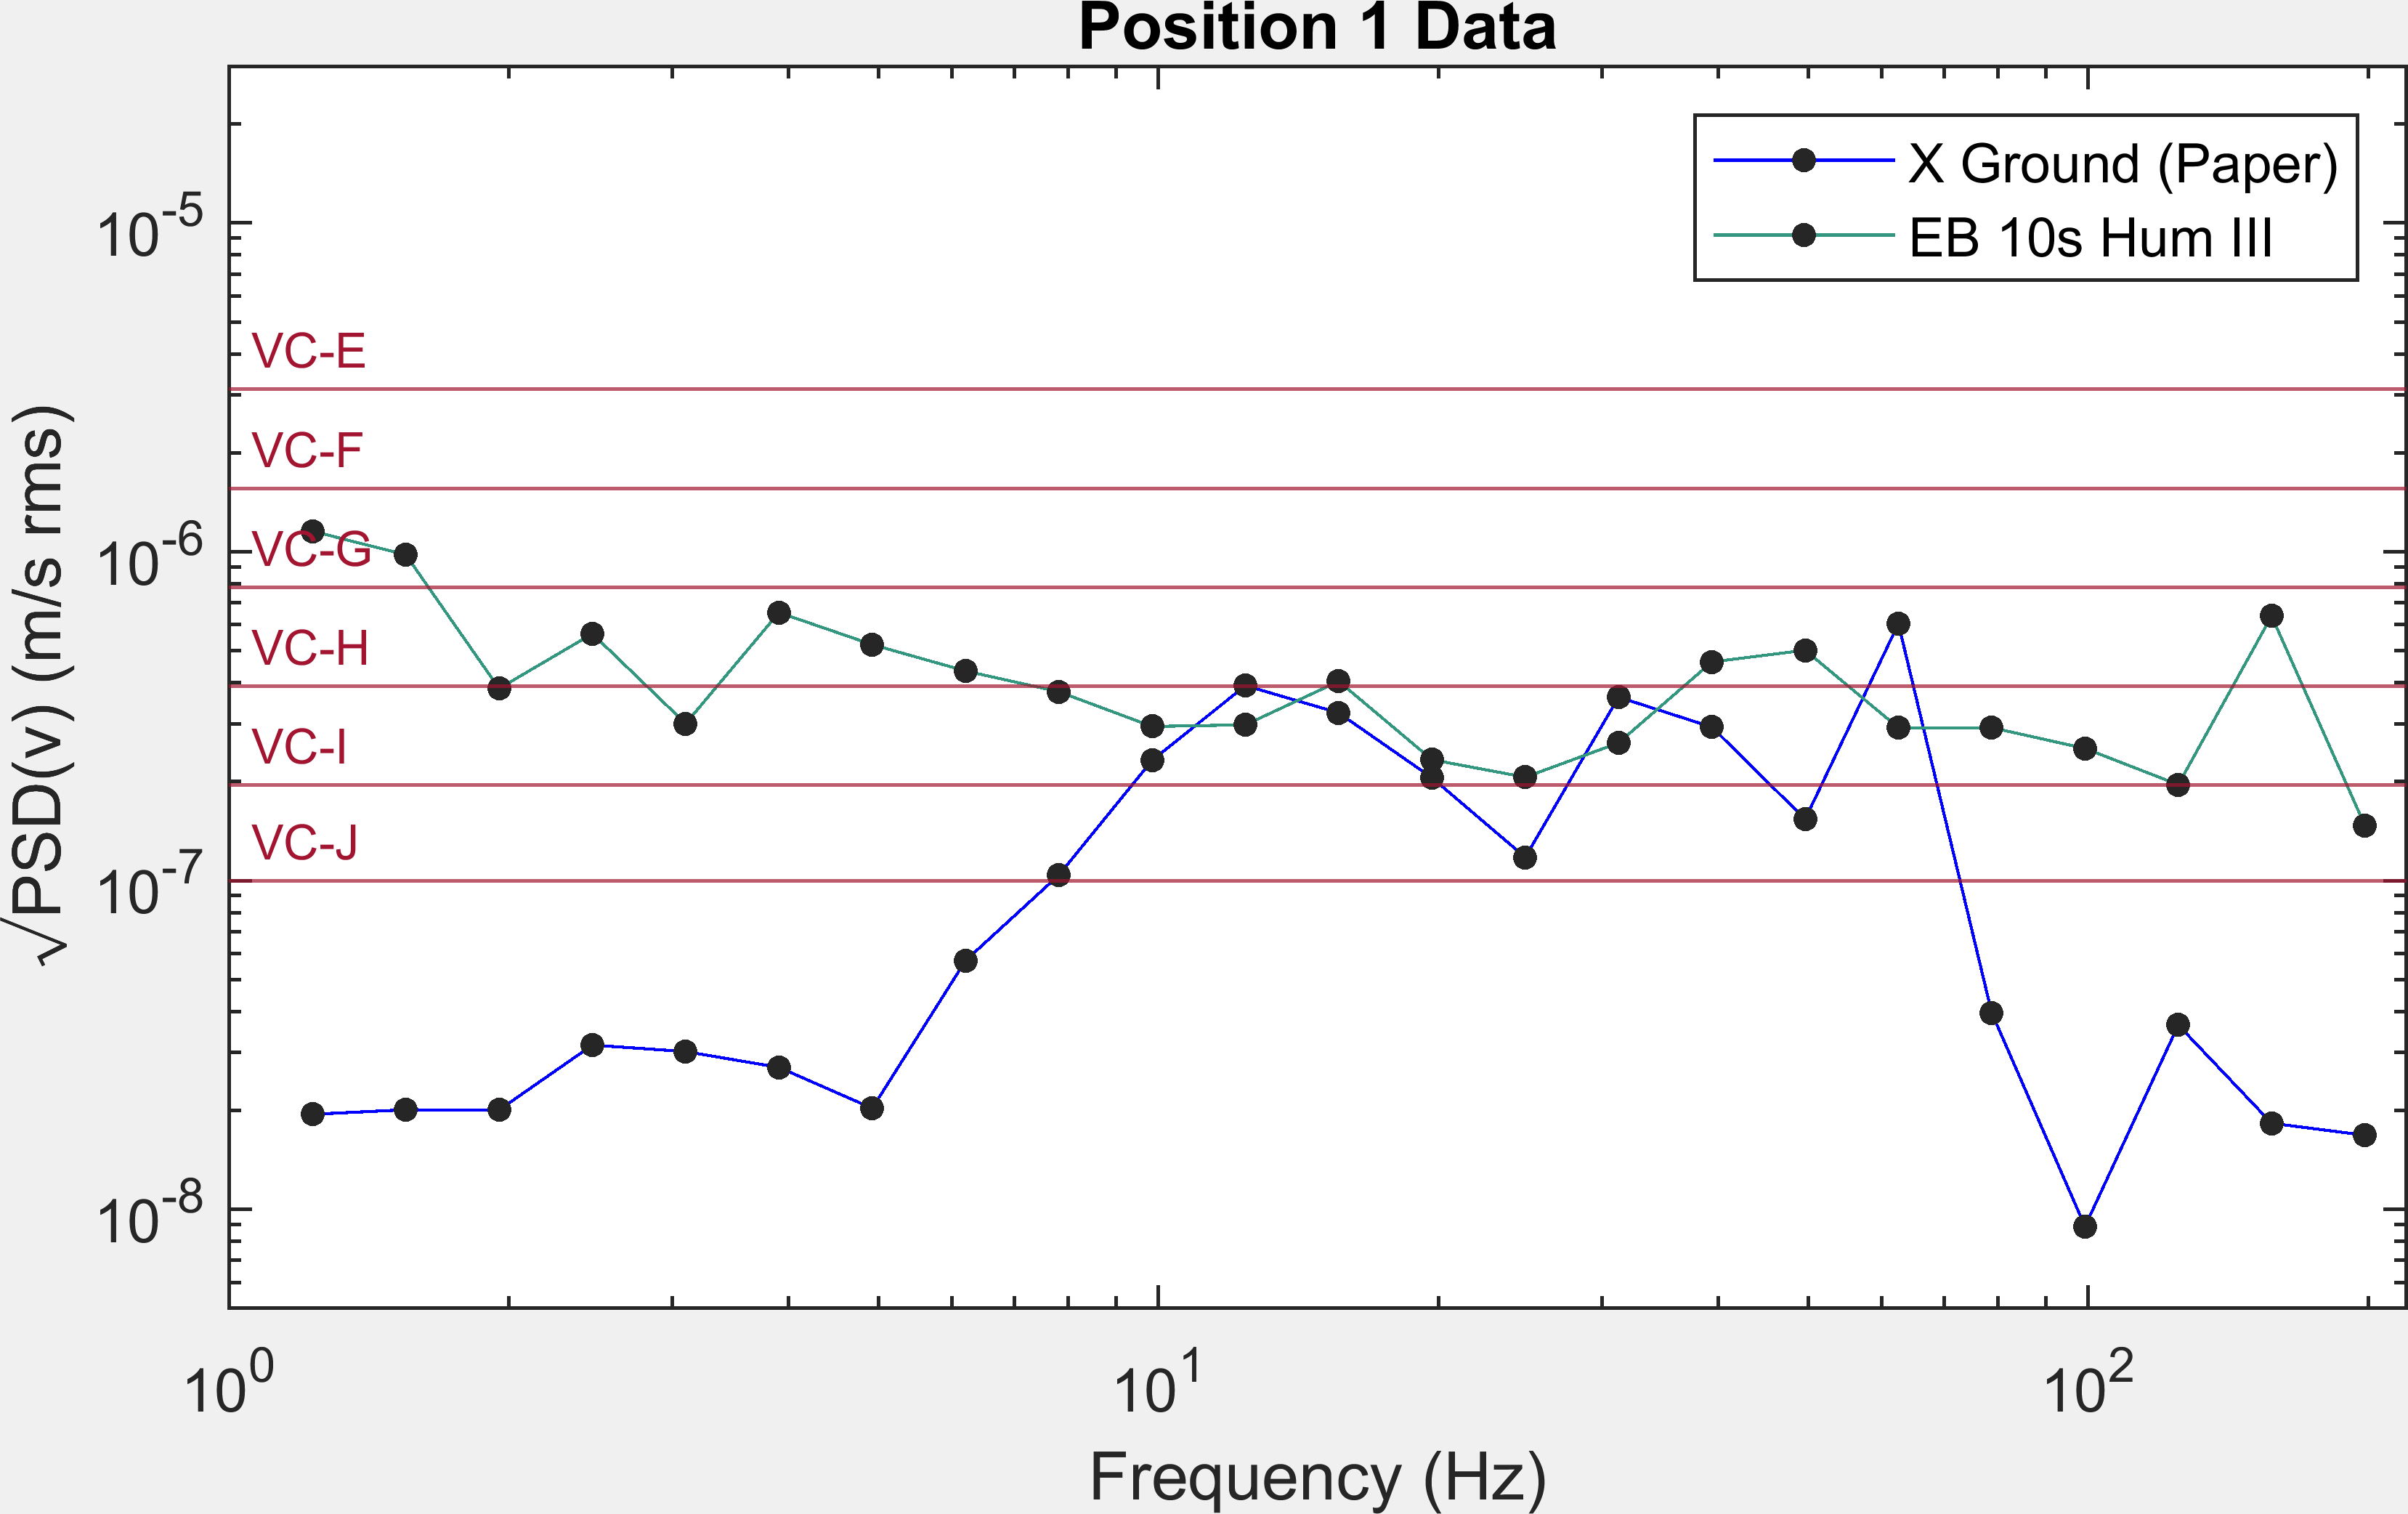 Position 1 Data
X Ground (Paper)
EB 10s Hum III
√PSD(v) (m/s rms)
10^-5
10^-6
10^-7
10^-8
VC-E
VC-F
VC-G
VC-H
VC-I
VC-J
10^0
10^1
10^2
Frequency (Hz)